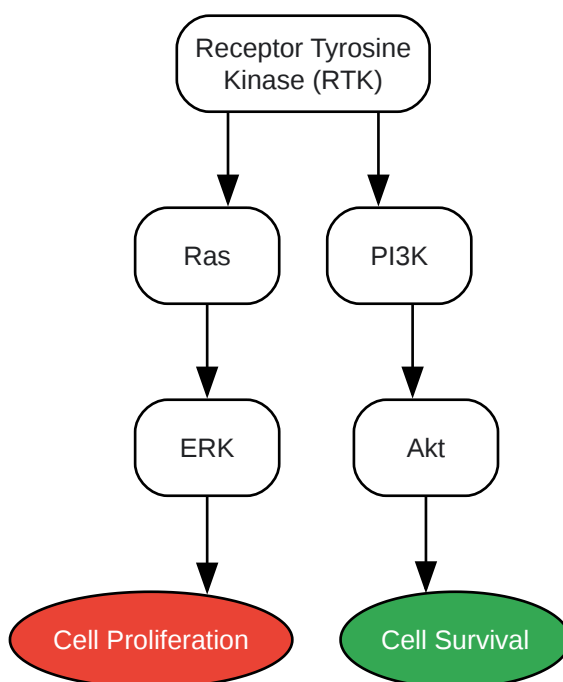 Receptor Tyrosine
Kinase (RTK)
Ras
PI3K
ERK
Akt
Cell Proliferation
Cell Survival